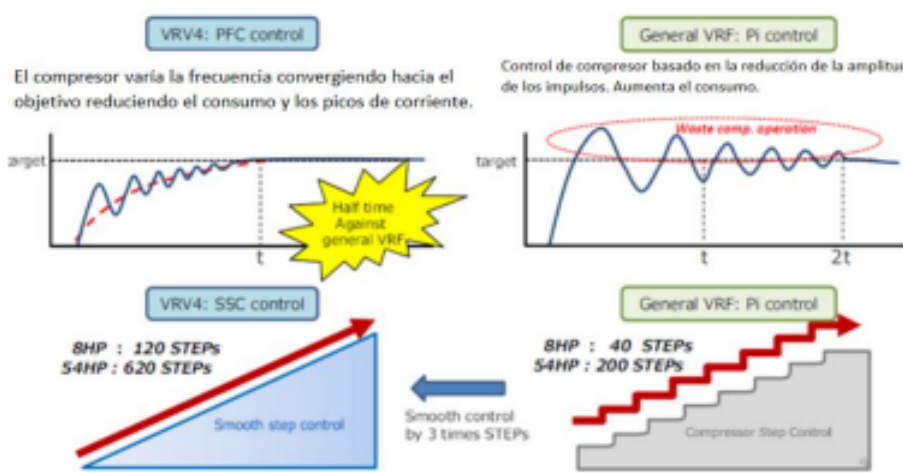 VRV4: PFC control
El compresor varía la frecuencia convergiendo hacia el
objetivo reduciendo el consumo y los picos de corriente.
arget
Half time
Against
general VRF
t
General VRF: Pi control
Control de compresor basado en la reducción de la amplitud
de los impulsos. Aumenta el consumo.
Waste comp. operation
target
t
2t
VRV4: SSC control
8HP : 120 STEPs
54HP : 620 STEPs
Smooth step control
Smooth control
by 3 times STEPs
General VRF: Pi control
8HP : 40 STEPs
54HP : 200 STEPs
Compressor Step Control